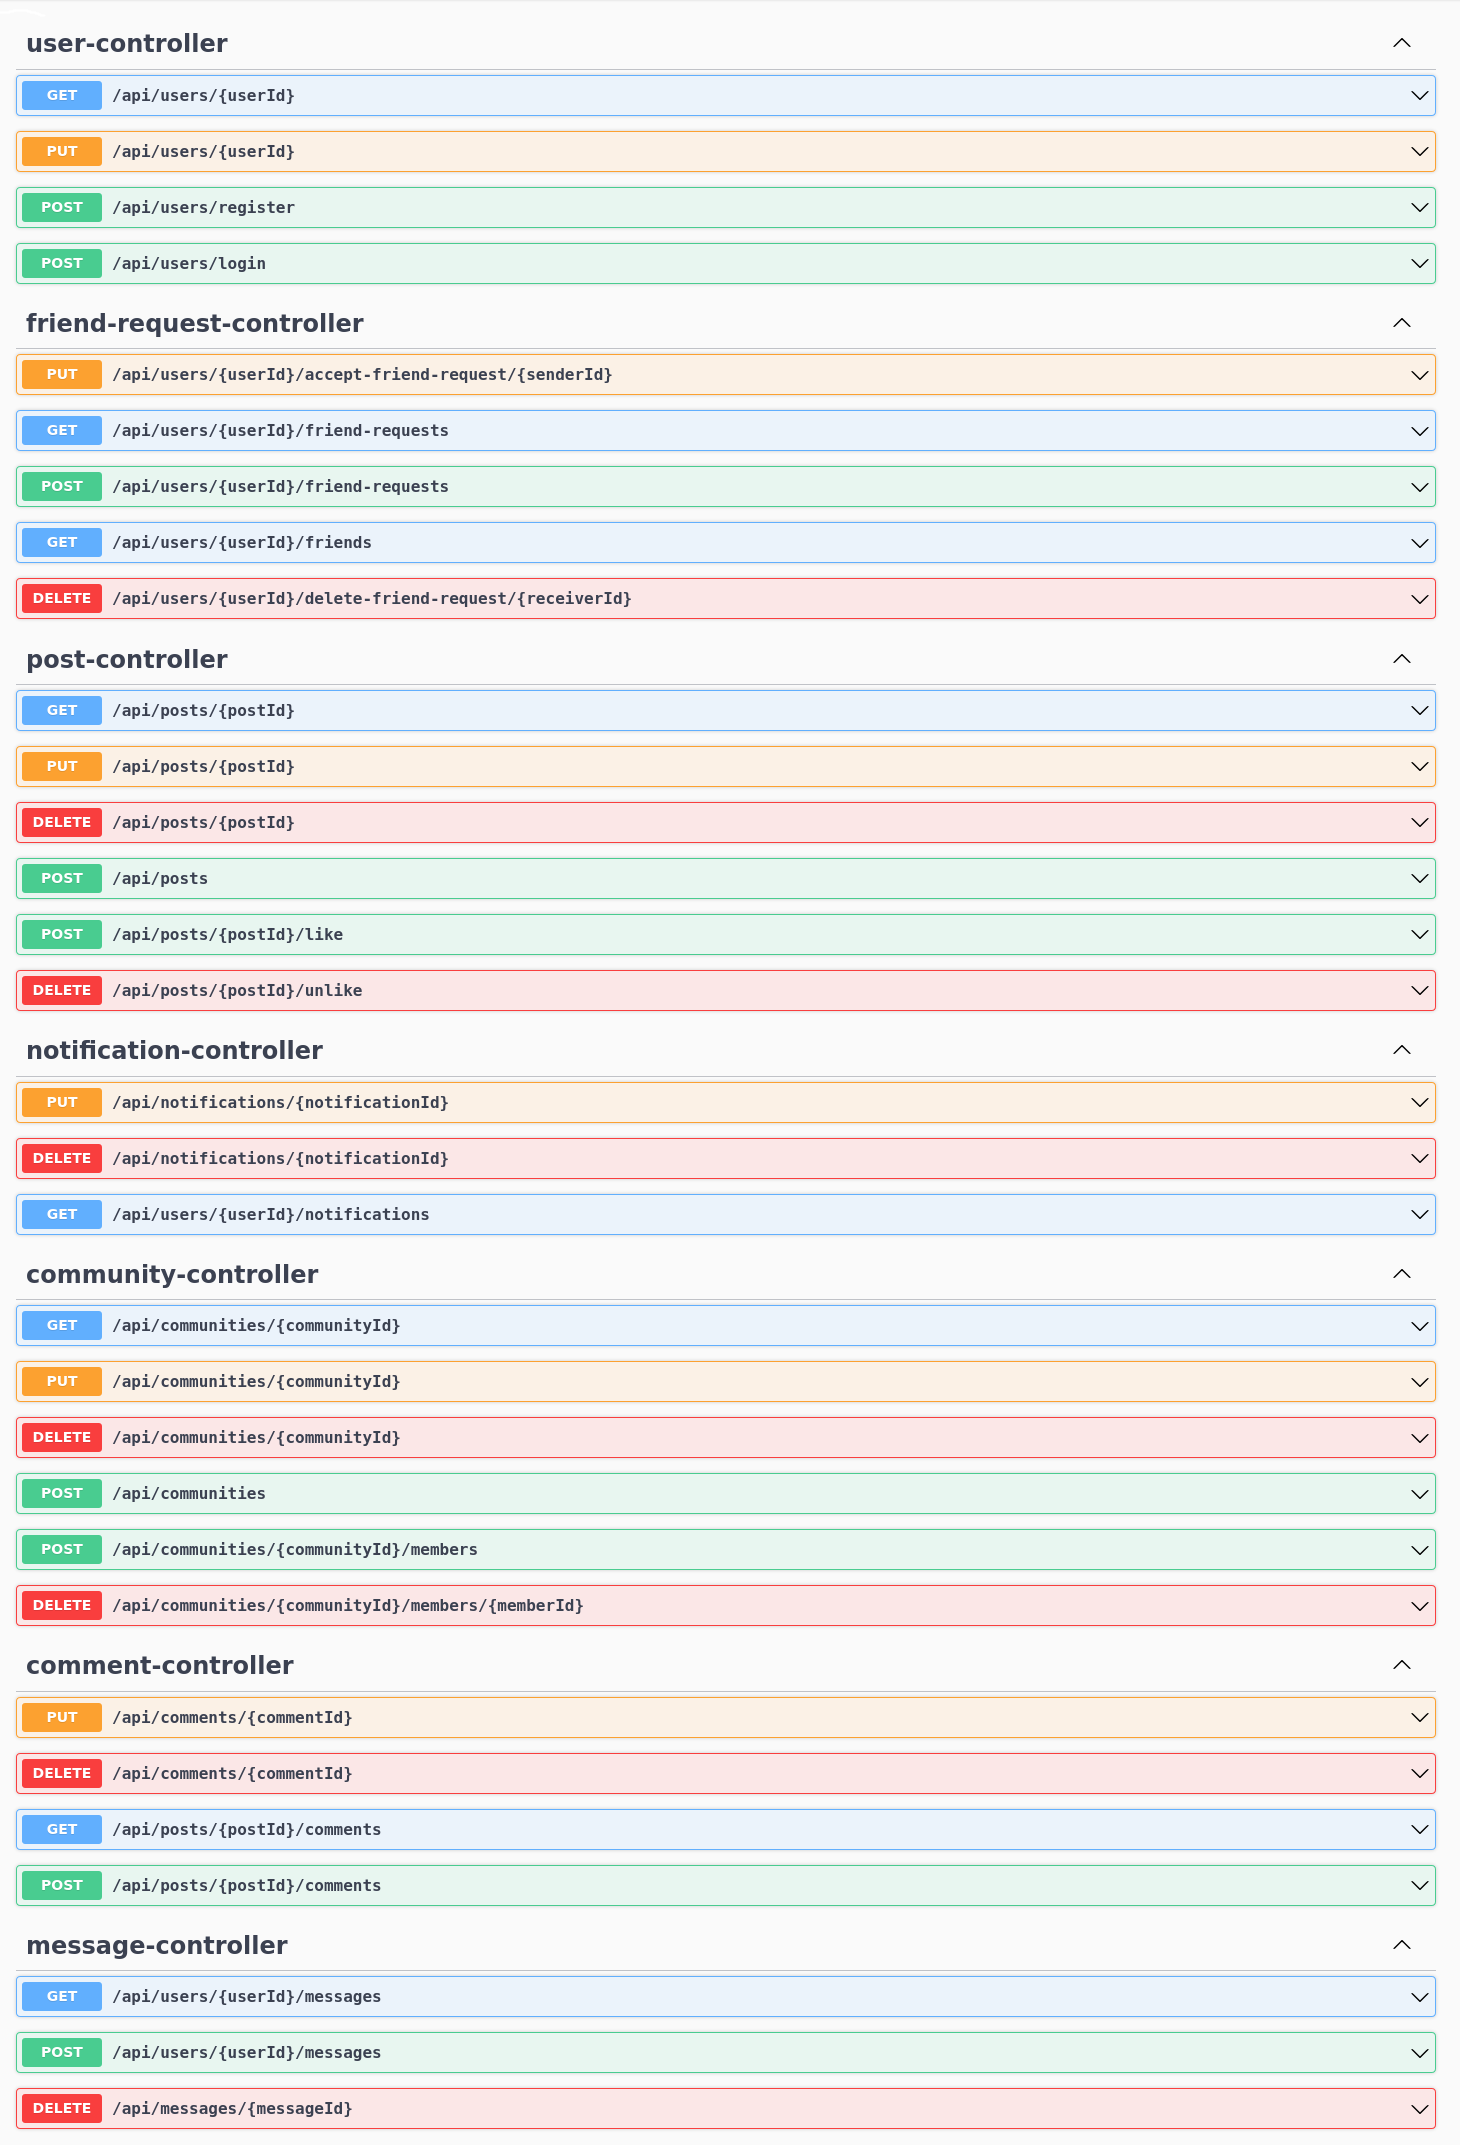 user-controller
GET /api/users/{userId}
PUT /api/users/{userId}
POST /api/users/register
POST /api/users/login
friend-request-controller
PUT /api/users/{userId}/accept-friend-request/{senderId}
GET /api/users/{userId}/friend-requests
POST /api/users/{userId}/friend-requests
GET /api/users/{userId}/friends
DELETE /api/users/{userId}/delete-friend-request/{receiverId}
post-controller
GET /api/posts/{postId}
PUT /api/posts/{postId}
DELETE /api/posts/{postId}
POST /api/posts
POST /api/posts/{postId}/like
DELETE /api/posts/{postId}/unlike
notification-controller
PUT /api/notifications/{notificationId}
DELETE /api/notifications/{notificationId}
GET /api/users/{userId}/notifications
community-controller
GET /api/communities/{communityId}
PUT /api/communities/{communityId}
DELETE /api/communities/{communityId}
POST /api/communities
POST /api/communities/{communityId}/members
DELETE /api/communities/{communityId}/members/{memberId}
comment-controller
PUT /api/comments/{commentId}
DELETE /api/comments/{commentId}
GET /api/posts/{postId}/comments
POST /api/posts/{postId}/comments
message-controller
GET /api/users/{userId}/messages
POST /api/users/{userId}/messages
DELETE /api/messages/{messageId}